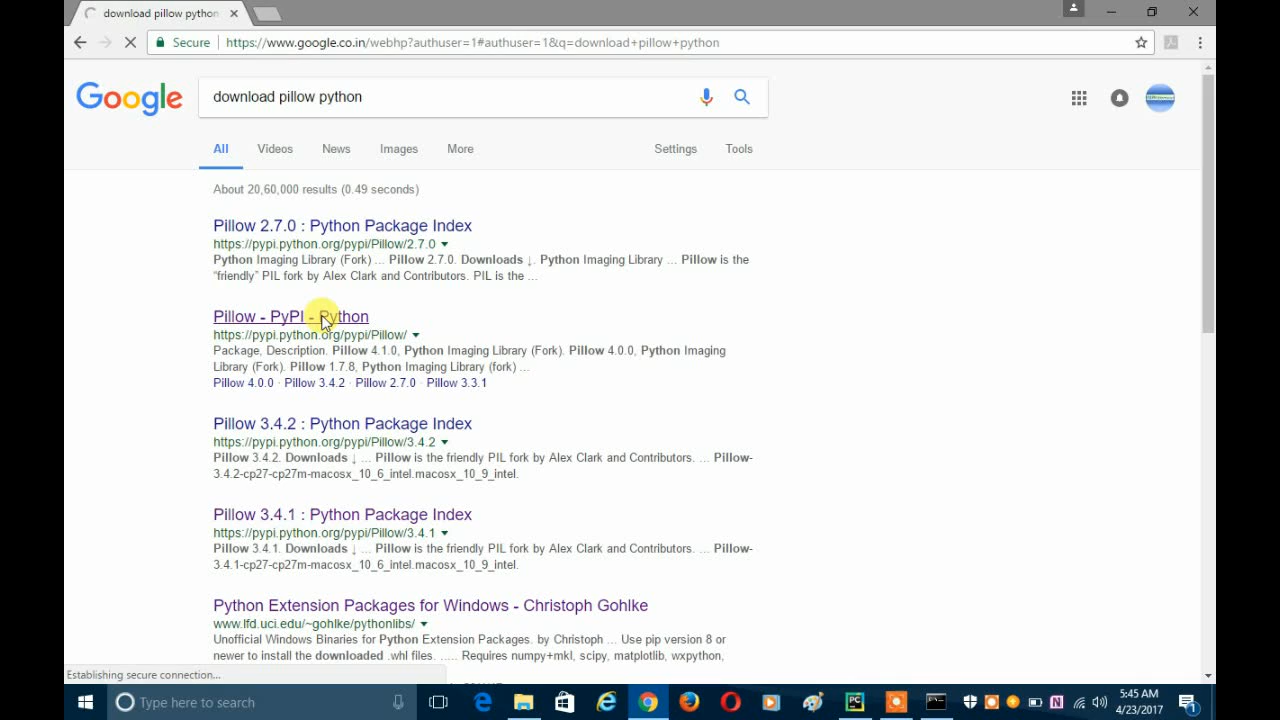 download pillow python
Secure
https://www.google.co.in/webhp?authuser=1#authuser=1&q=download+pillow+python
Google
download pillow python
All Videos News Images More Settings Tools
About 20,60,000 results (0.49 seconds)
Pillow 2.7.0 : Python Package Index
https://pypi.python.org/pypi/Pillow/2.7.0
Python Imaging Library (Fork) ... Pillow 2.7.0. Downloads ↓. Python Imaging Library ... Pillow is the
“friendly” PIL fork by Alex Clark and Contributors. PIL is the ...
Pillow - PyPI - Python
https://pypi.python.org/pypi/Pillow/
Package, Description. Pillow 4.1.0, Python Imaging Library (Fork). Pillow 4.0.0, Python Imaging
Library (Fork). Pillow 1.7.8, Python Imaging Library (fork) ...
Pillow 4.0.0 · Pillow 3.4.2 · Pillow 2.7.0 · Pillow 3.3.1
Pillow 3.4.2 : Python Package Index
https://pypi.python.org/pypi/Pillow/3.4.2
Pillow 3.4.2. Downloads ↓ ... Pillow is the friendly PIL fork by Alex Clark and Contributors. ... Pillow-
3.4.2-cp27-cp27m-macosx_10_6_intel.macosx_10_9_intel.
Pillow 3.4.1 : Python Package Index
https://pypi.python.org/pypi/Pillow/3.4.1
Pillow 3.4.1. Downloads ↓ ... Pillow is the friendly PIL fork by Alex Clark and Contributors. ... Pillow-
3.4.1-cp27-cp27m-macosx_10_6_intel.macosx_10_9_intel.
Python Extension Packages for Windows - Christoph Gohlke
www.lfd.uci.edu/~gohlke/pythonlibs/
Unofficial Windows Binaries for Python Extension Packages. by Christoph ... Use pip version 8 or
newer to install the downloaded .whl files. ..... Requires numpy+mkl, scipy, matplotlib, wxpython,
Establishing secure connection...
Type here to search
5:45 AM
4/23/2017